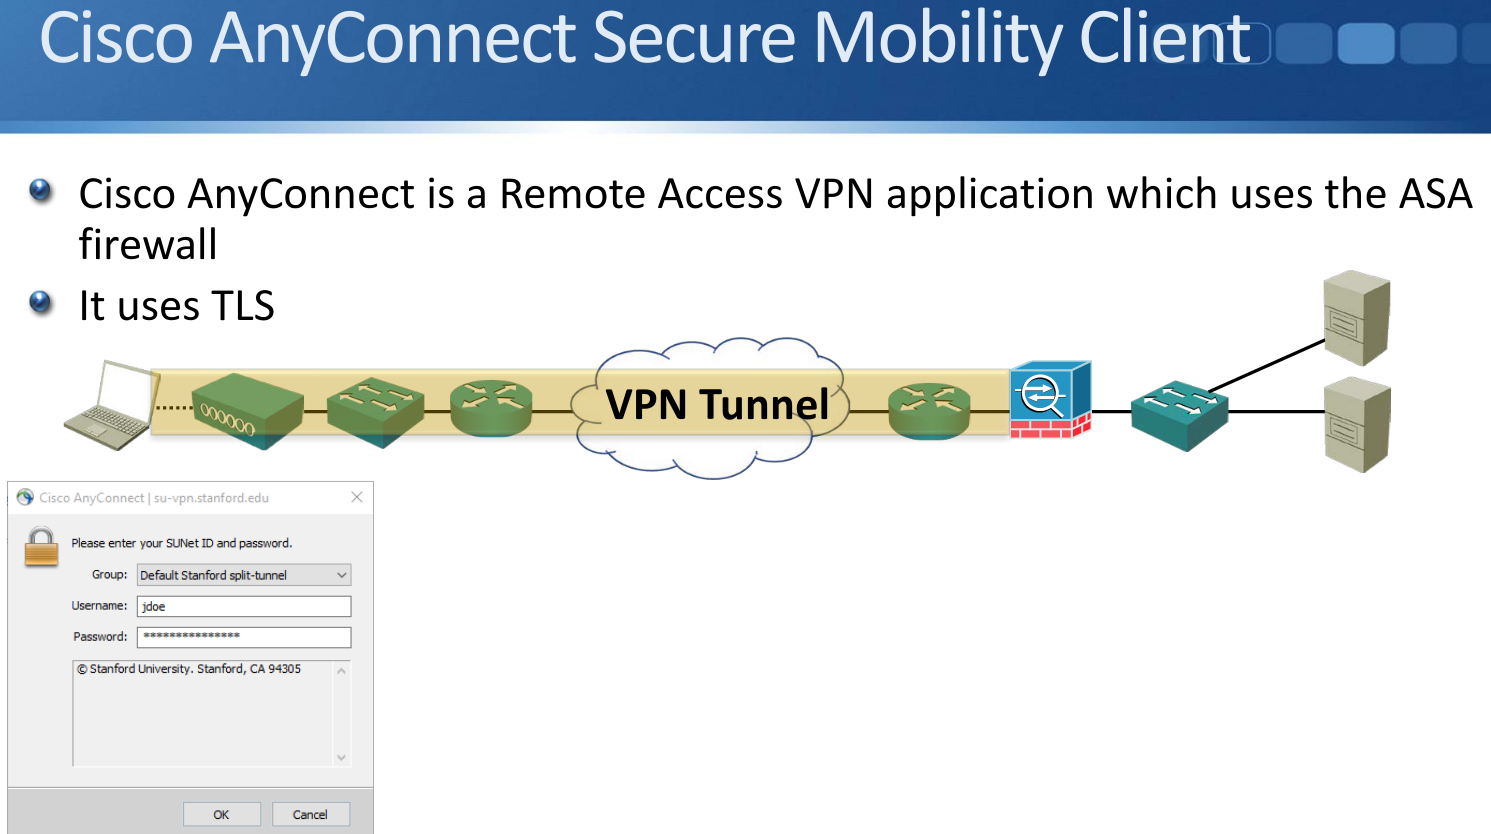 Cisco AnyConnect Secure Mobility Client
Cisco AnyConnect is a Remote Access VPN application which uses the ASA
firewall
It uses TLS
VPN Tunnel
Cisco AnyConnect | su-vpn.stanford.edu
Please enter your SUNet ID and password.
Group: Default Stanford split-tunnel
Username: jdoe
Password: ***************
© Stanford University. Stanford, CA 94305
OK Cancel